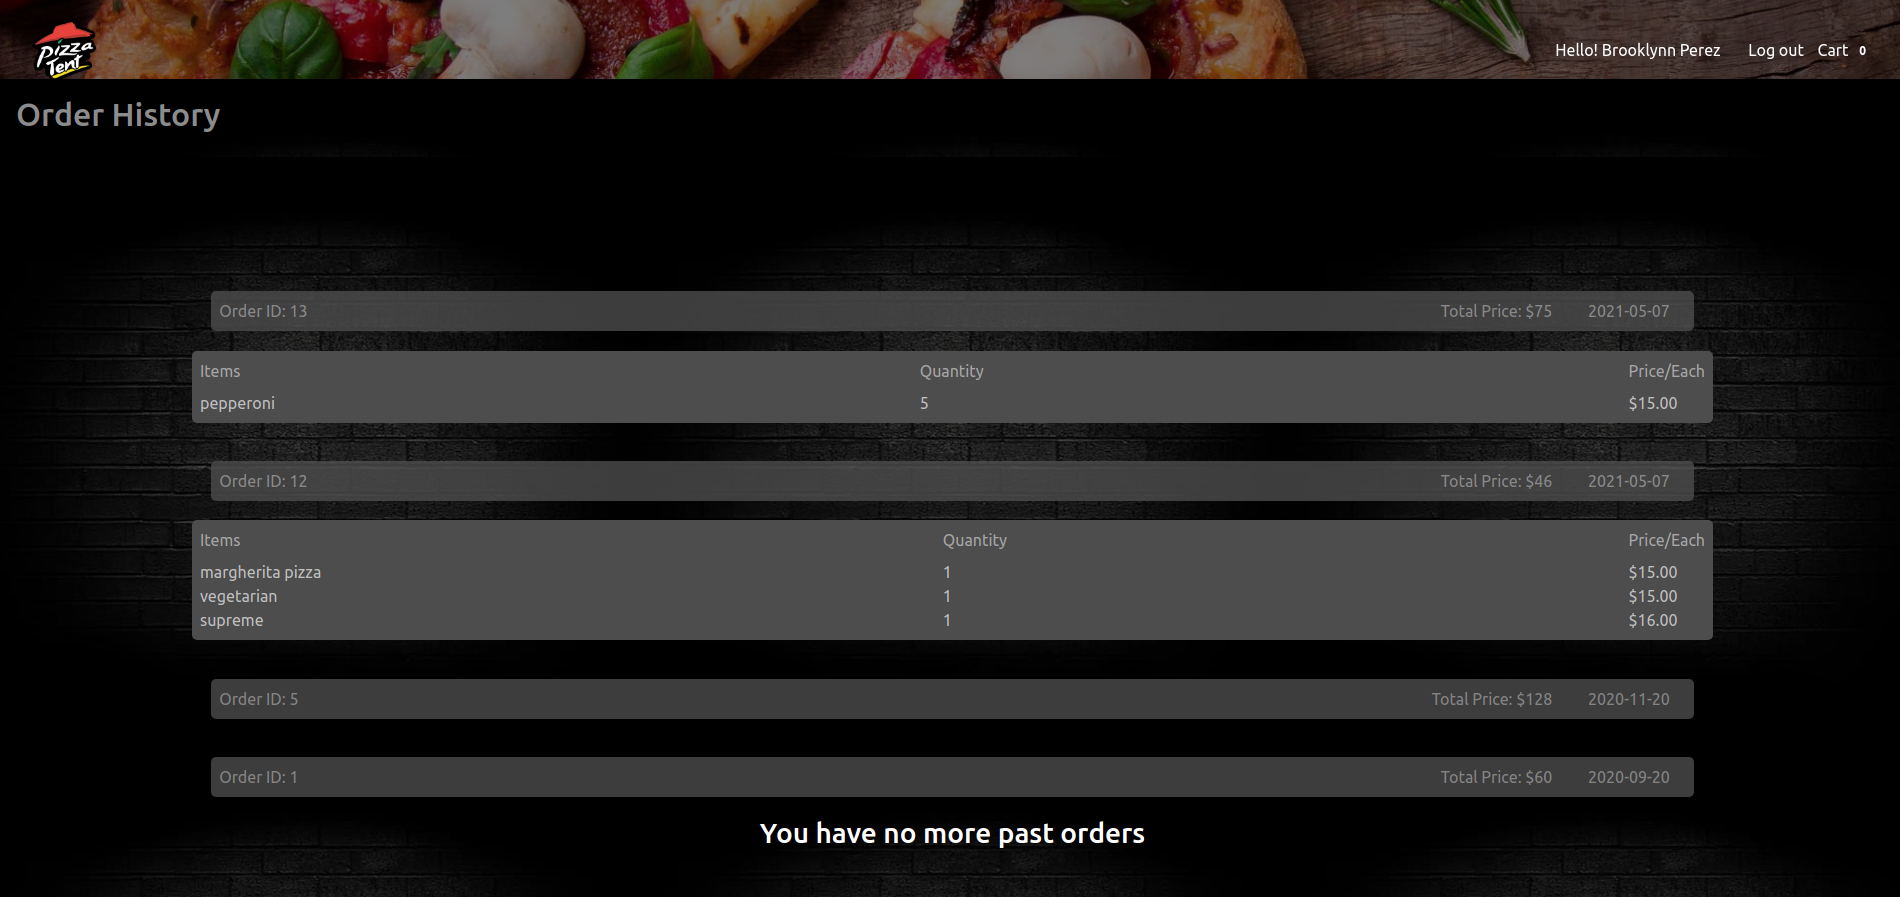 Pizza
Tent
Hello! Brooklynn Perez Log out Cart 0
Order History
Order ID: 13 Total Price: $75 2021-05-07
Items Quantity Price/Each
pepperoni 5 $15.00
Order ID: 12 Total Price: $46 2021-05-07
Items Quantity Price/Each
margherita pizza 1 $15.00
vegetarian 1 $15.00
supreme 1 $16.00
Order ID: 5 Total Price: $128 2020-11-20
Order ID: 1 Total Price: $60 2020-09-20
You have no more past orders